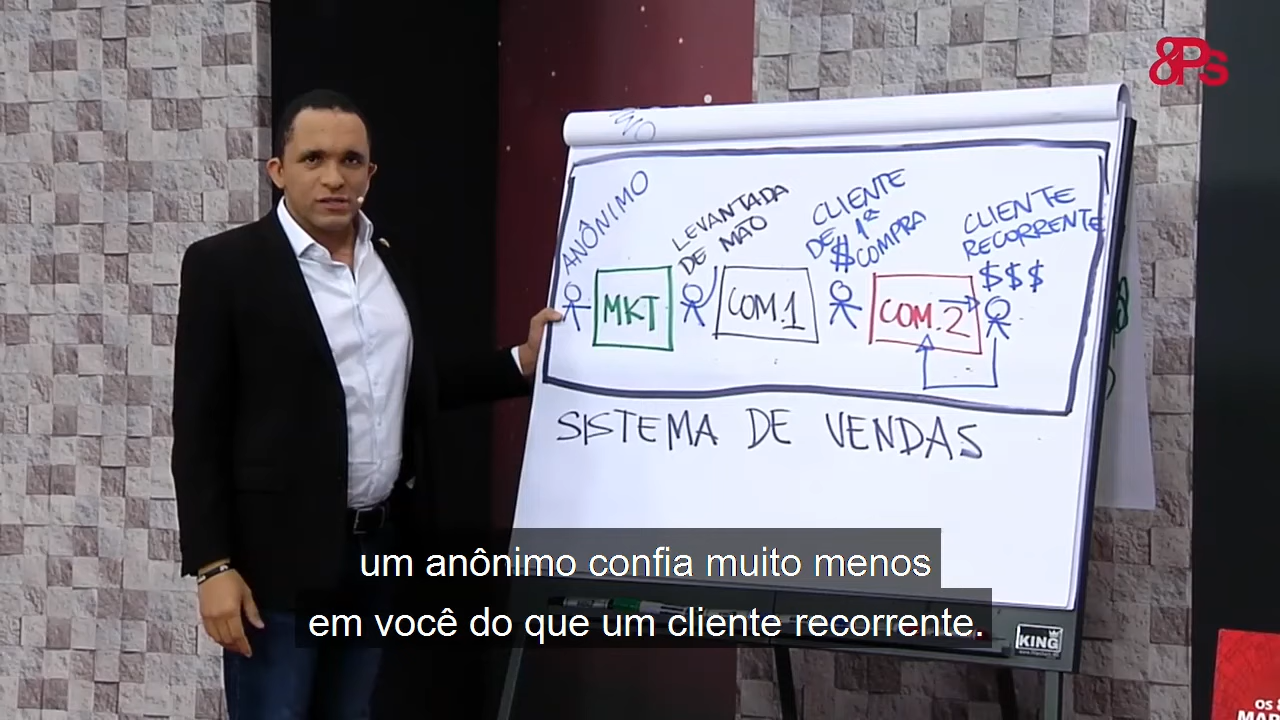 8Ps
ANÔNIMO
LEVANTADA
DE MÃO
CLIENTE
DE 1ª
$ COMPRA
CLIENTE
RECORRENTE
$$$
MKT
COM.1
COM.2
SISTEMA DE VENDAS
um anônimo confia muito menos
em você do que um cliente recorrente.
KING
OS